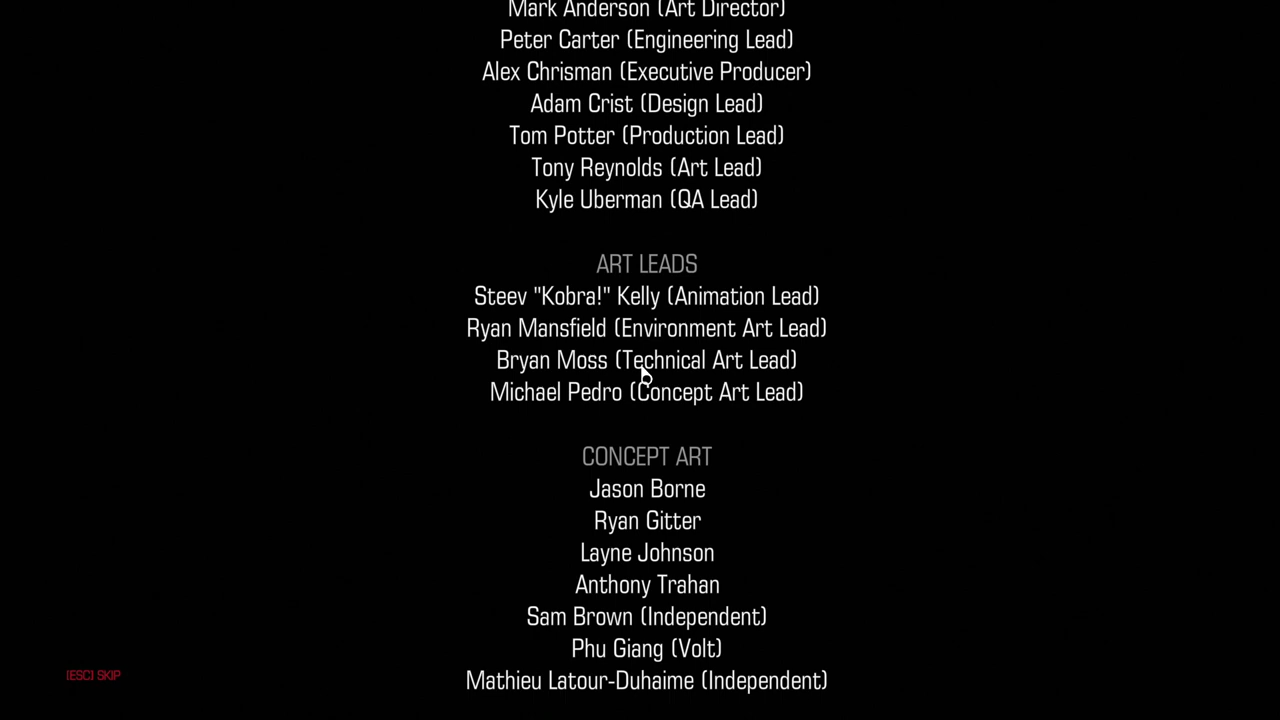 Mark Anderson (Art Director)
Peter Carter (Engineering Lead)
Alex Chrisman (Executive Producer)
Adam Crist (Design Lead)
Tom Potter (Production Lead)
Tony Reynolds (Art Lead)
Kyle Uberman (QA Lead)
ART LEADS
Steev "Kobra!" Kelly (Animation Lead)
Ryan Mansfield (Environment Art Lead)
Bryan Moss (Technical Art Lead)
Michael Pedro (Concept Art Lead)
CONCEPT ART
Jason Borne
Ryan Gitter
Layne Johnson
Anthony Trahan
Sam Brown (Independent)
Phu Giang (Volt)
[ESC] SKIP
Mathieu Latour-Duhaime (Independent)